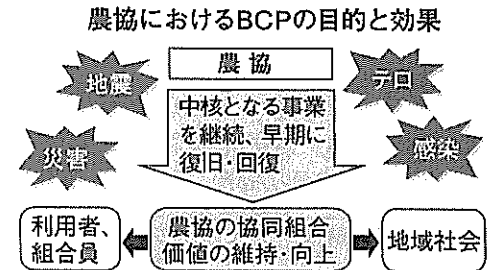 農協におけるBCPの目的と効果
農協
地震
テロ
中核となる事業
を継続、早期に
復旧・回復
災害
感染
利用者、
組合員
農協の協同組合
価値の維持・向上
地域社会